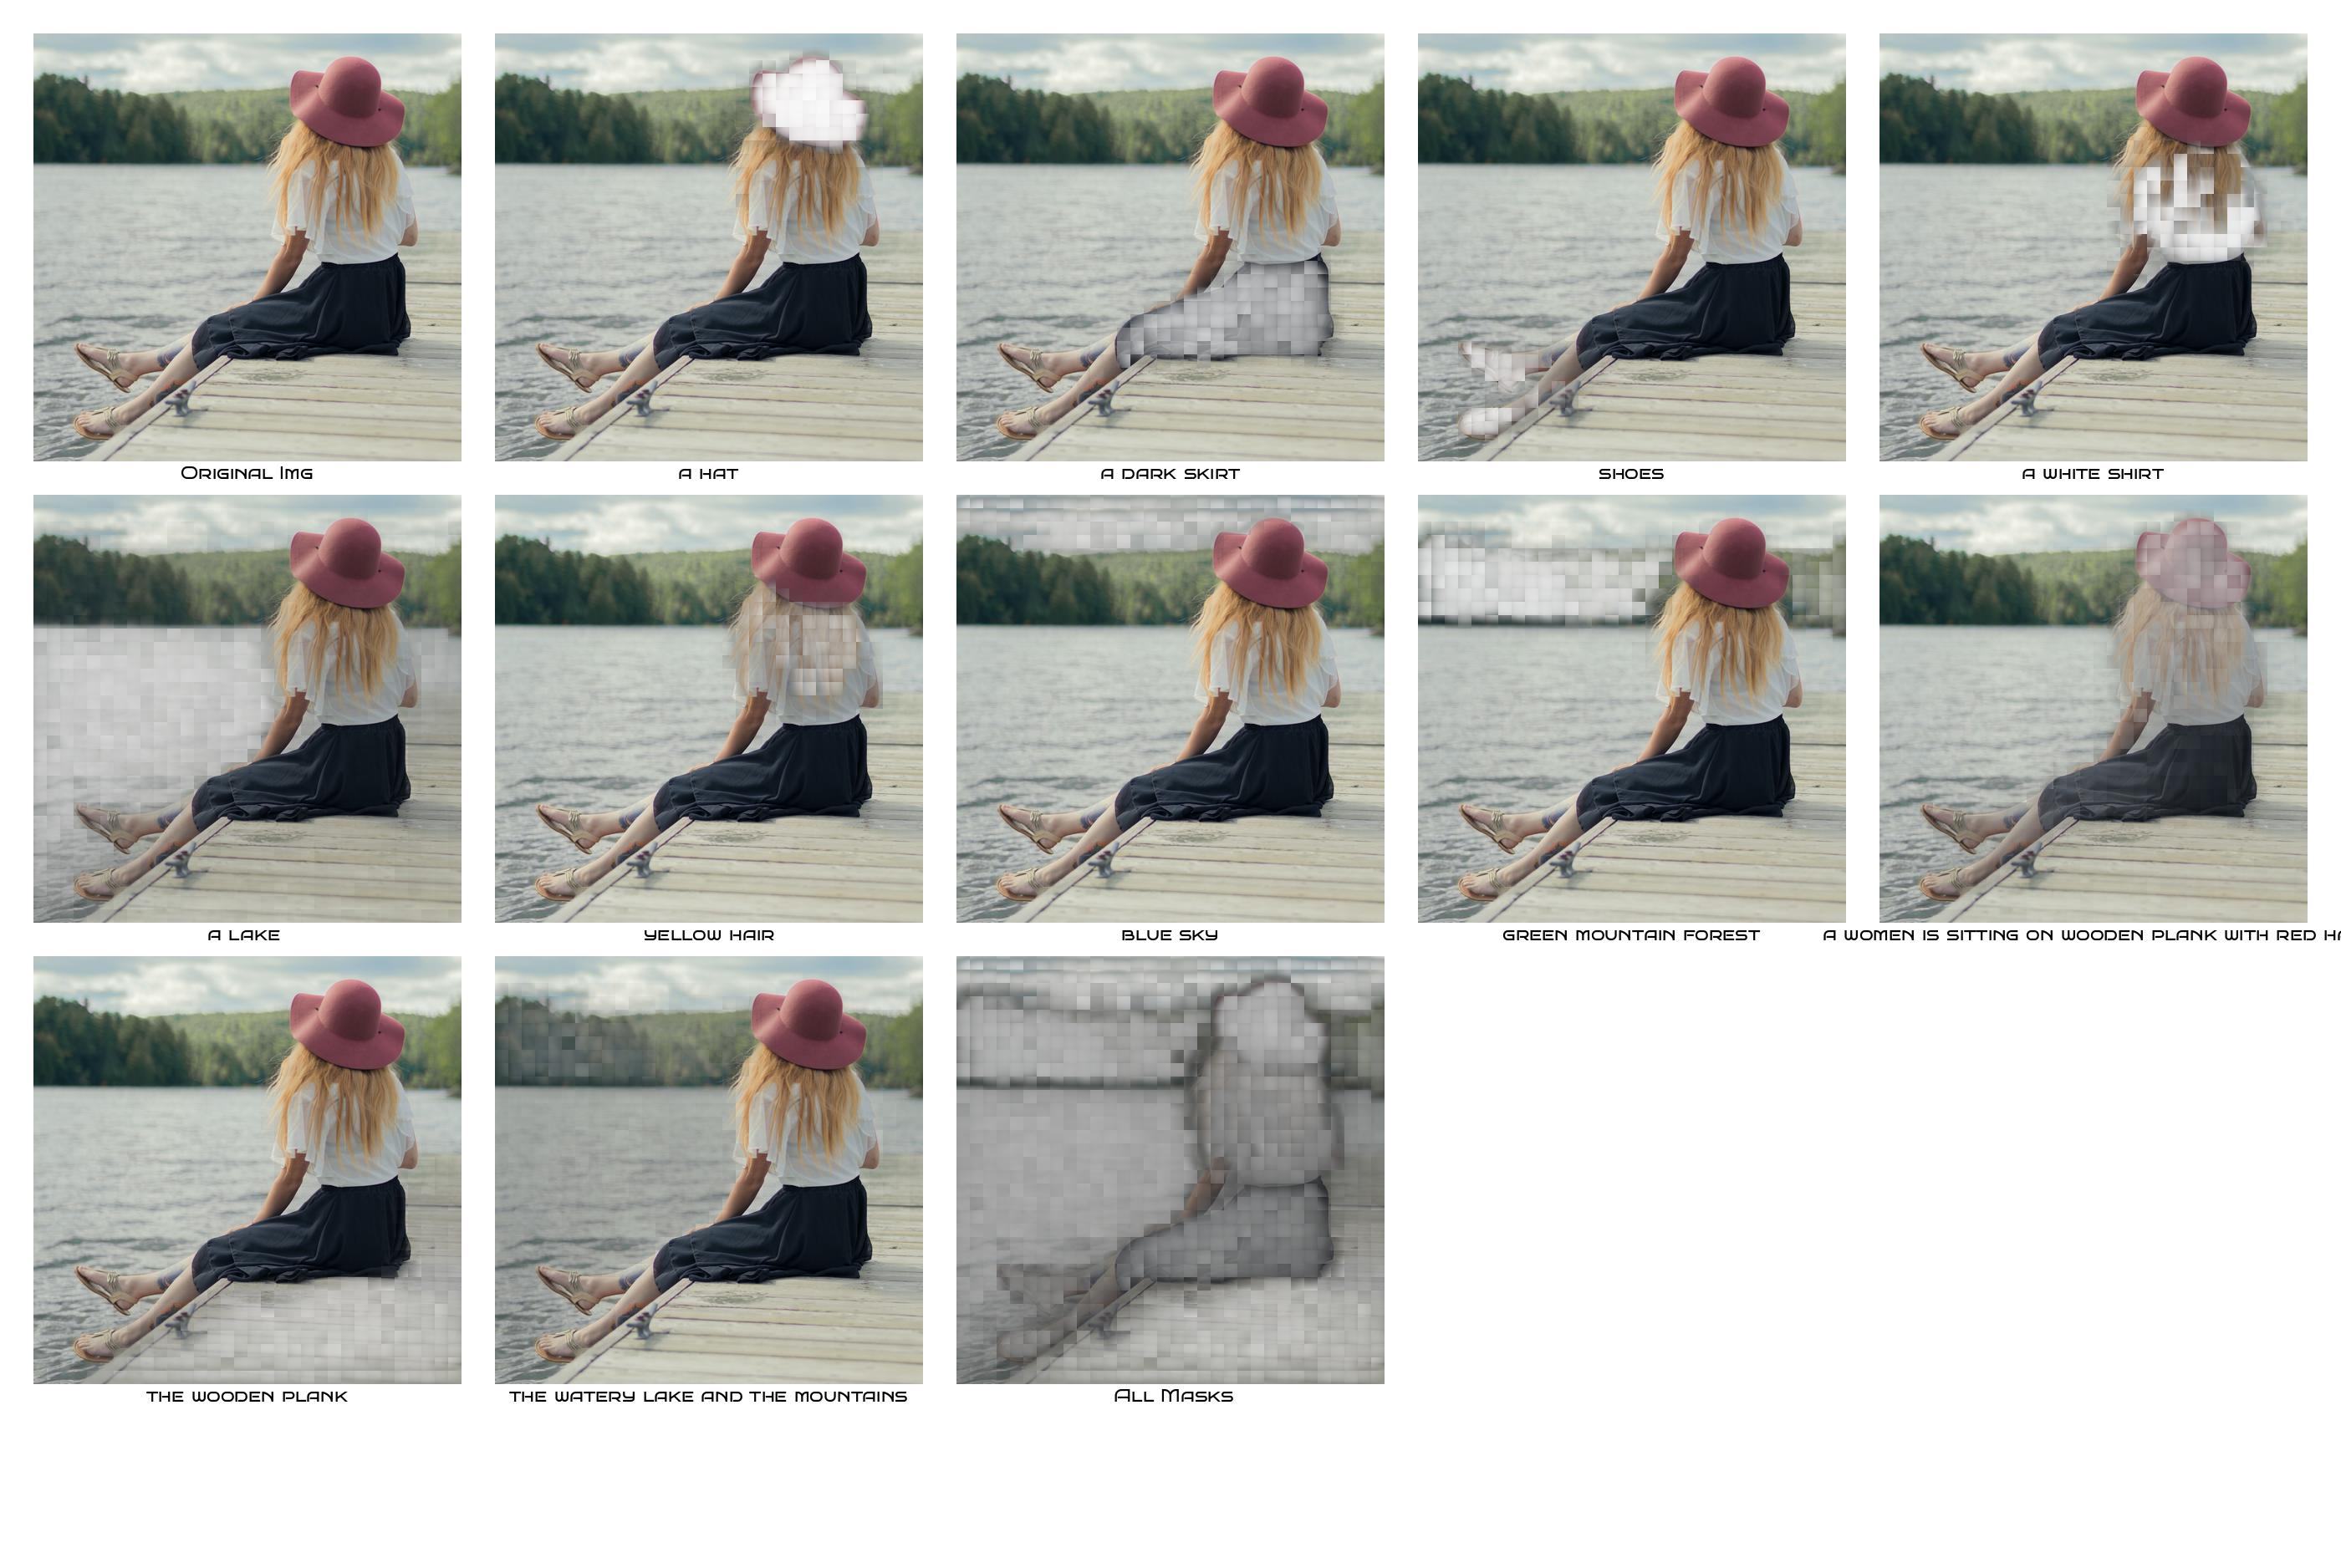 Original Img
a hat
a dark skirt
shoes
a white shirt
a lake
yellow hair
blue sky
green mountain forest
a women is sitting on wooden plank with red
the wooden plank
the watery lake and the mountains
All Masks